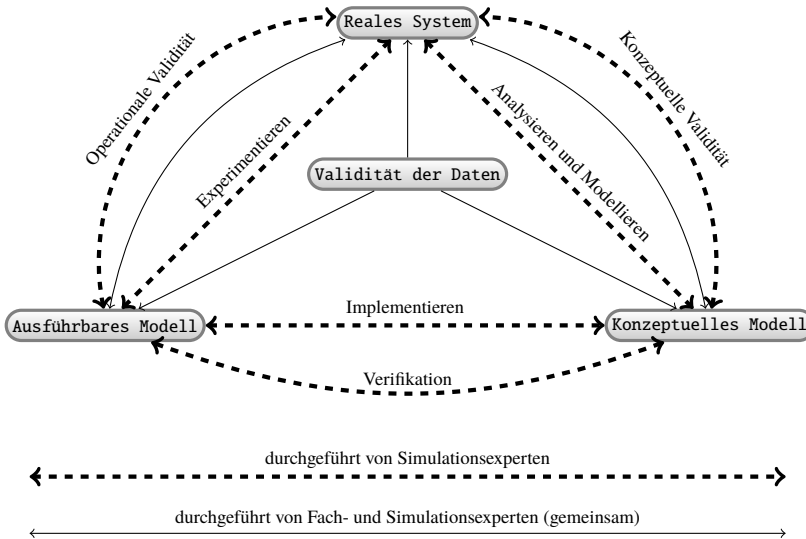 Reales System
Operationale Validität
Konzeptuelle Validität
Experimentieren
Analysieren und Modellieren
Validität der Daten
Ausführbares Modell
Implementieren
Konzeptuelles Modell
Verifikation
durchgeführt von Simulationsexperten
durchgeführt von Fach- und Simulationsexperten (gemeinsam)